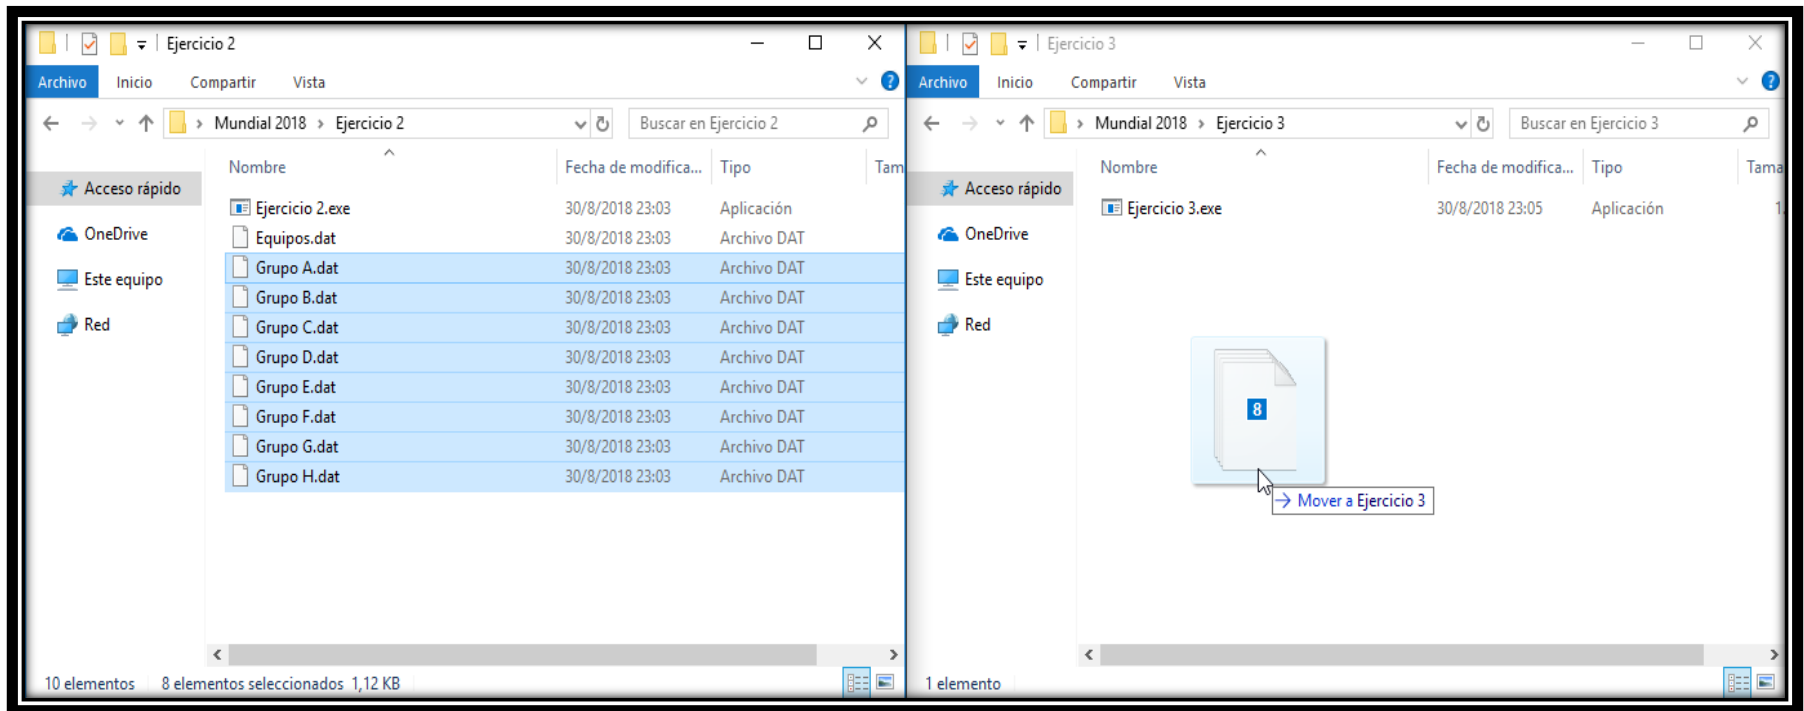 Ejercicio 2
Archivo Inicio Compartir Vista
Mundial 2018 > Ejercicio 2
Buscar en Ejercicio 2
Nombre Fecha de modifica... Tipo Tam
Acceso rápido
OneDrive
Este equipo
Red
Ejercicio 2.exe 30/8/2018 23:03 Aplicación
Equipos.dat 30/8/2018 23:03 Archivo DAT
Grupo A.dat 30/8/2018 23:03 Archivo DAT
Grupo B.dat 30/8/2018 23:03 Archivo DAT
Grupo C.dat 30/8/2018 23:03 Archivo DAT
Grupo D.dat 30/8/2018 23:03 Archivo DAT
Grupo E.dat 30/8/2018 23:03 Archivo DAT
Grupo F.dat 30/8/2018 23:03 Archivo DAT
Grupo G.dat 30/8/2018 23:03 Archivo DAT
Grupo H.dat 30/8/2018 23:03 Archivo DAT
10 elementos 8 elementos seleccionados 1,12 KB
Ejercicio 3
Archivo Inicio Compartir Vista
Mundial 2018 > Ejercicio 3
Buscar en Ejercicio 3
Nombre Fecha de modifica... Tipo Tama
Acceso rápido
OneDrive
Este equipo
Red
Ejercicio 3.exe 30/8/2018 23:05 Aplicación 1.
8
Mover a Ejercicio 3
1 elemento